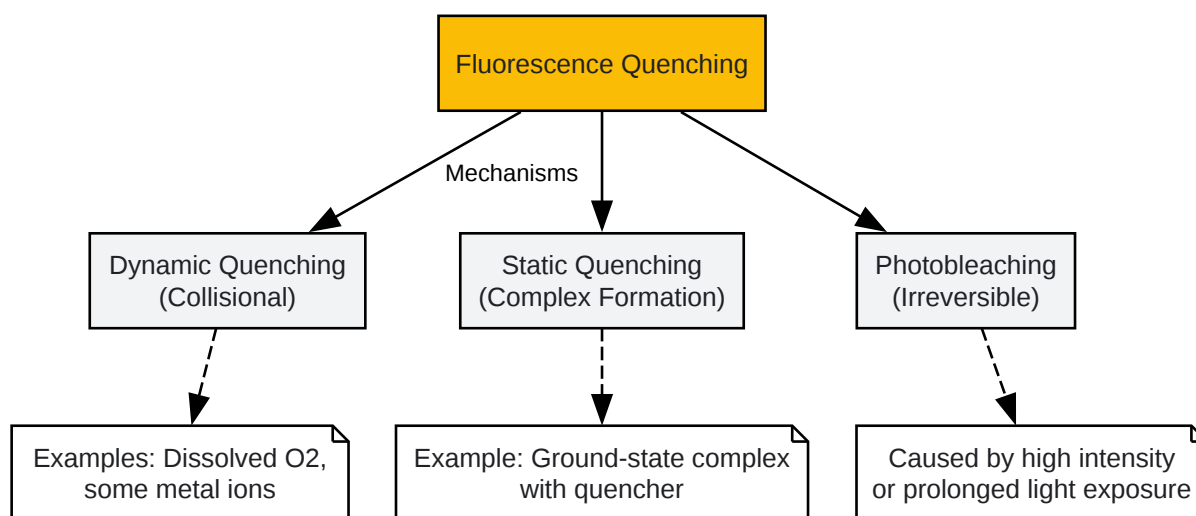 Fluorescence Quenching
Mechanisms
Dynamic Quenching
(Collisional)
Static Quenching
(Complex Formation)
Photobleaching
(Irreversible)
Examples: Dissolved O2,
some metal ions
Example: Ground-state complex
with quencher
Caused by high intensity
or prolonged light exposure